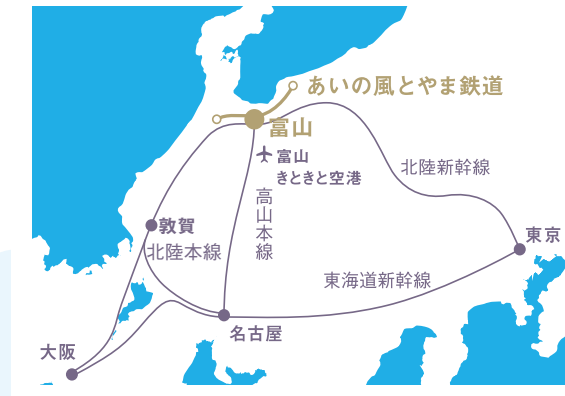 あいの風とやま鉄道
富山
富山
きときと空港
北陸新幹線
高山本線
敦賀
北陸本線
東京
東海道新幹線
名古屋
大阪